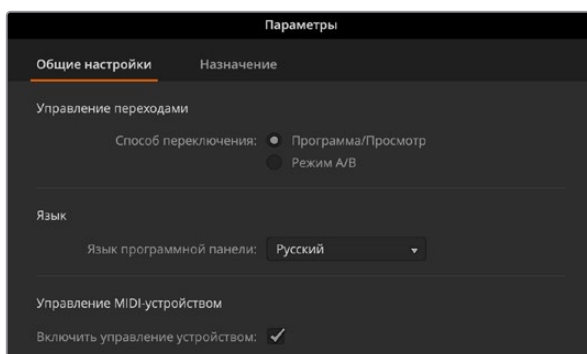 Параметры
Общие настройки Назначение
Управление переходами
Способ переключения: Программа/Просмотр
Режим A/B
Язык
Язык программной панели: Русский
Управление MIDI-устройством
Включить управление устройством: